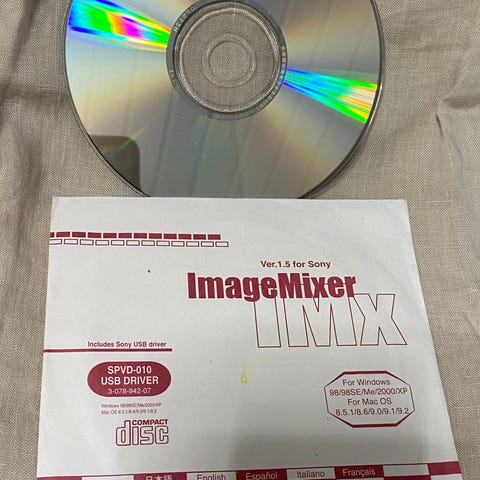 Ver.1.5 for Sony
ImageMixer
IMx
Includes Sony USB driver
SPVD-010
USB DRIVER
3-078-942-07
Windows 98/98SE/Me/2000/XP
Mac OS 8.5.1/8.6/9.0/9.1/9.2
COMPACT
disc
For Windows
98/98SE/Me/2000/XP
For Mac OS
8.5.1/8.6/9.0/9.1/9.2
日本語 English Español Italiano Français